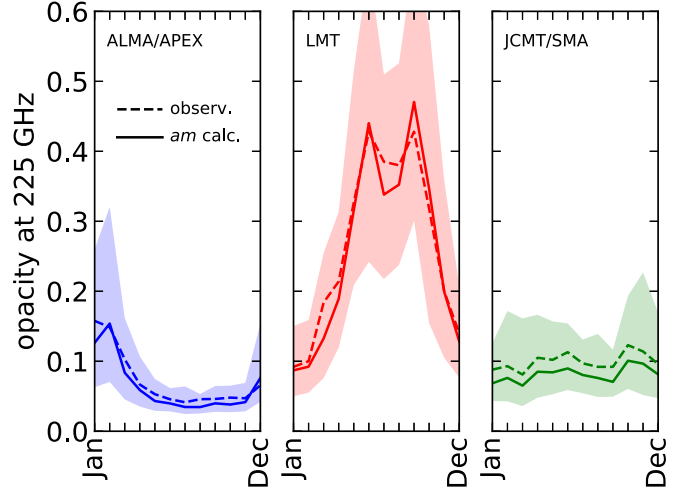 opacity at 225 GHz
0.6
0.5
0.4
0.3
0.2
0.1
0.0
ALMA/APEX
observ.
am calc.
Jan
Dec
LMT
Jan
Dec
JCMT/SMA
Jan
Dec